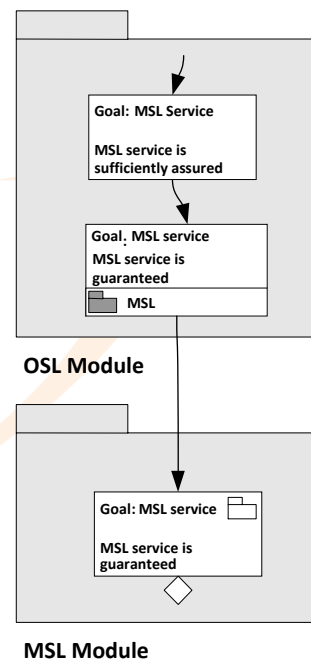 Goal: MSL Service
MSL service is
sufficiently assured
Goal: MSL service
MSL service is
guaranteed
MSL
OSL Module
Goal: MSL service
MSL service is
guaranteed
MSL Module